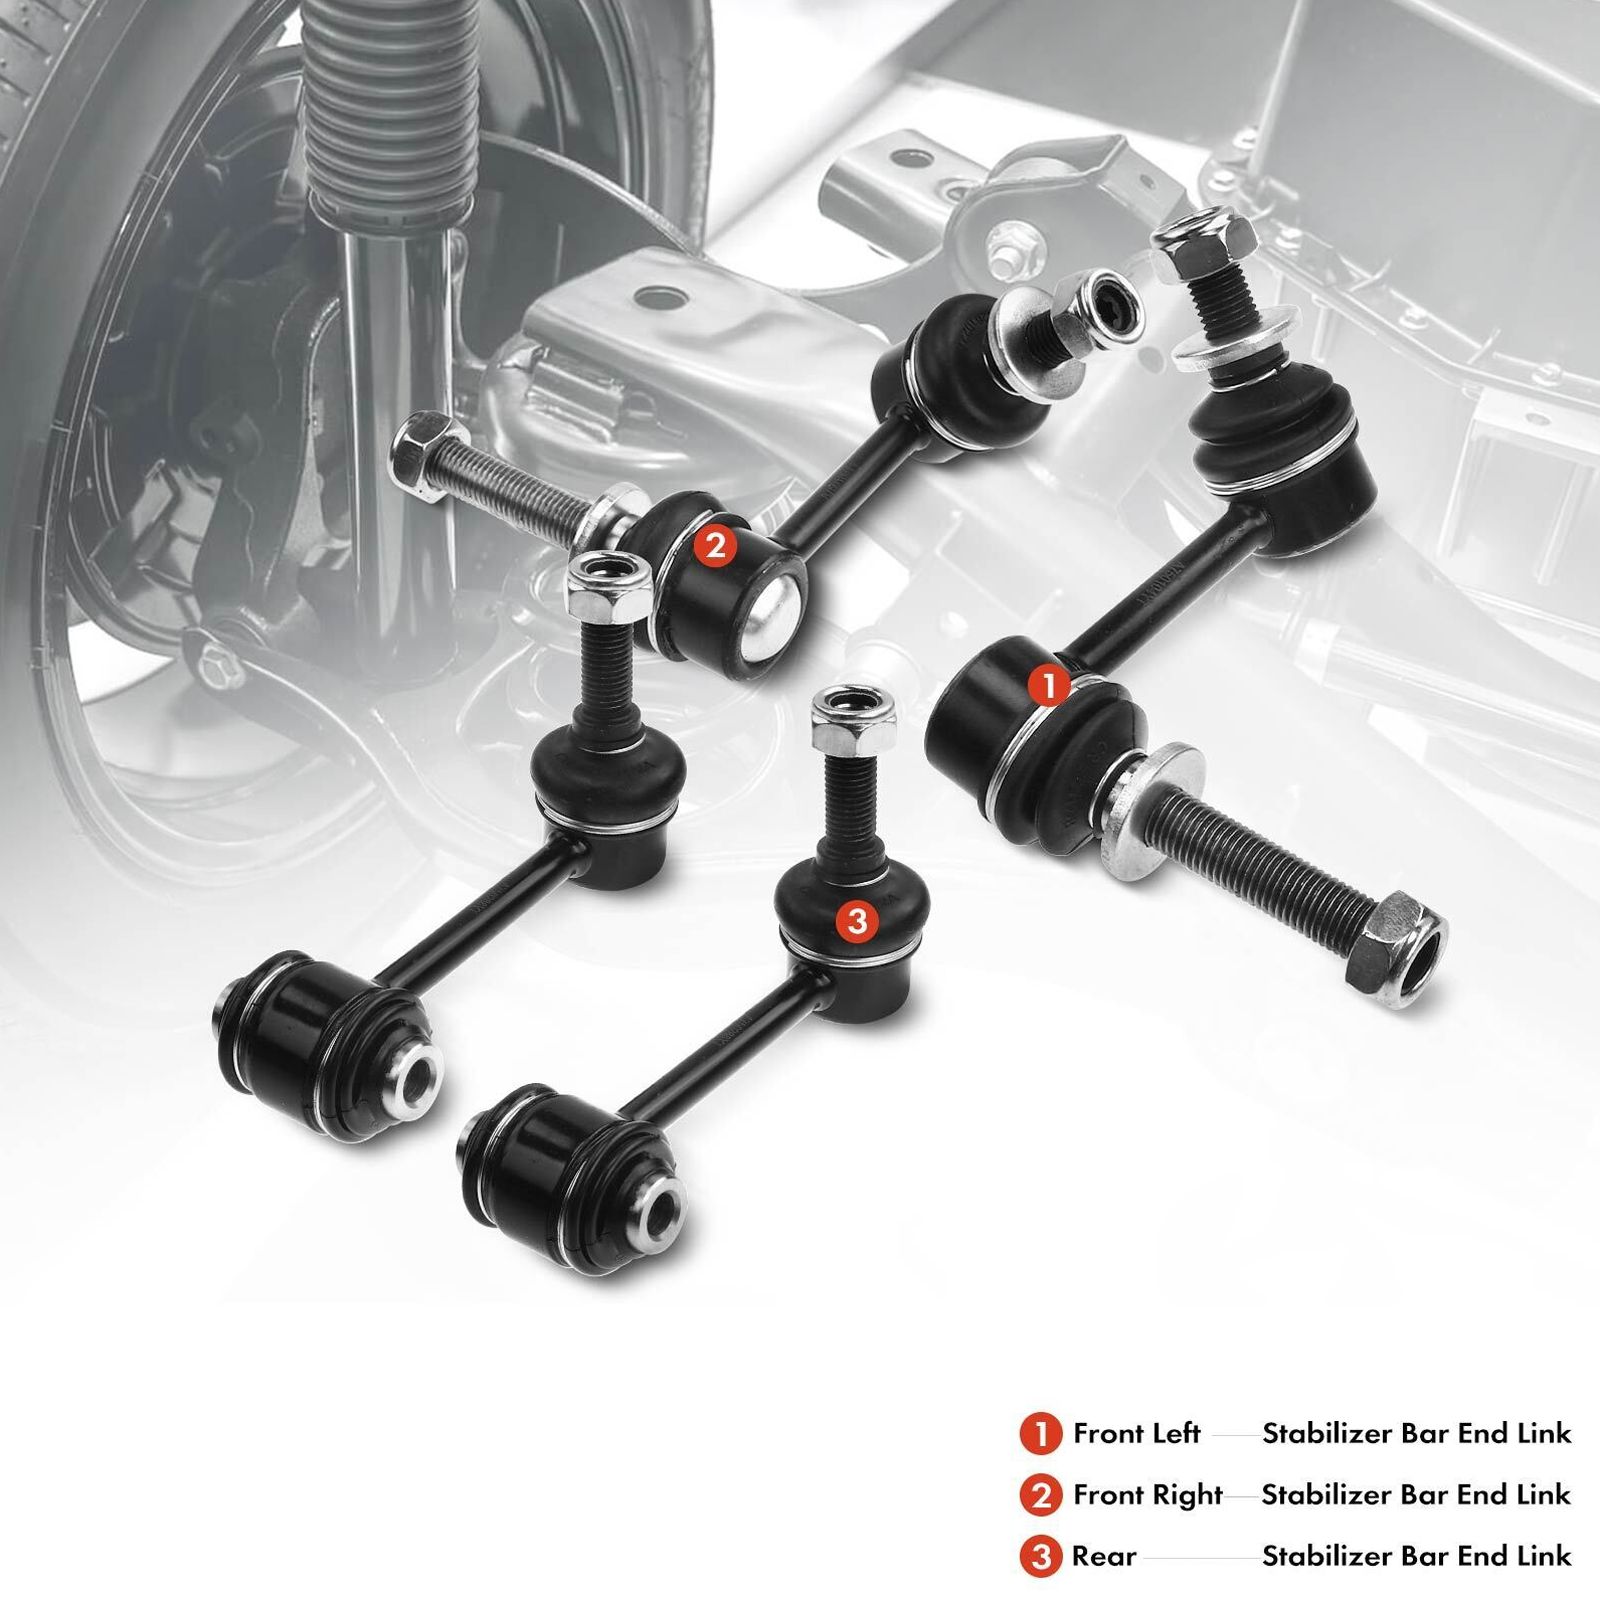 2
1
3
1 Front Left Stabilizer Bar End Link
2 Front Right Stabilizer Bar End Link
3 Rear Stabilizer Bar End Link